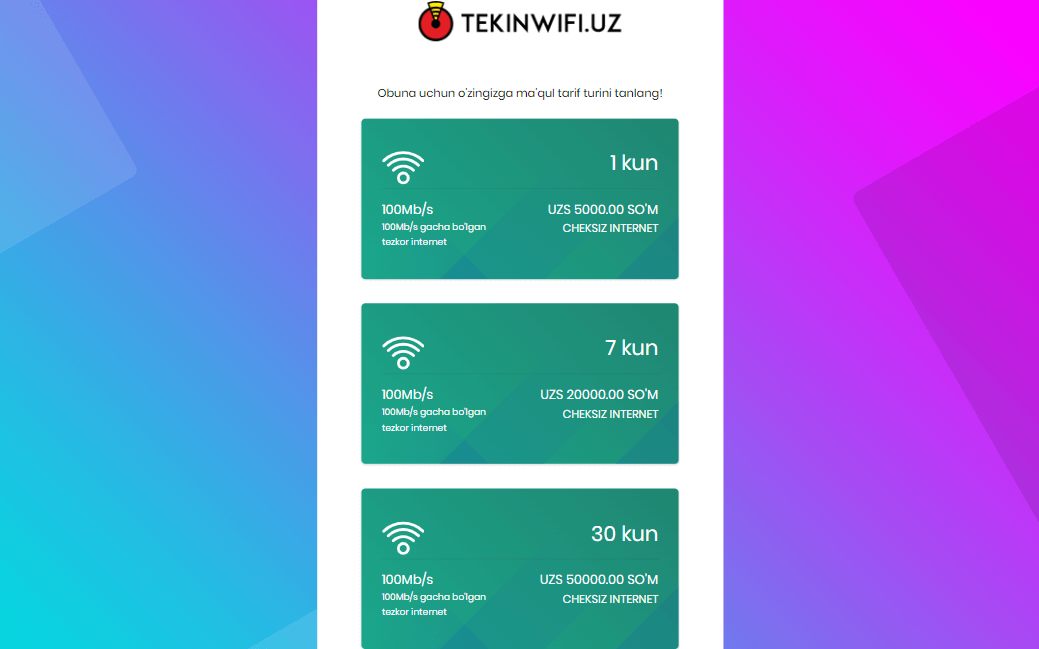 TEKINWIFI.UZ
Obuna uchun o'zingizga ma'qul tarif turini tanlang!
1 kun
100Mb/s
UZS 5000.00 SO'M
100Mb/s gacha bo'lgan
tezkor internet
CHEKSIZ INTERNET
7 kun
100Mb/s
UZS 20000.00 SO'M
100Mb/s gacha bo'lgan
tezkor internet
CHEKSIZ INTERNET
30 kun
100Mb/s
UZS 50000.00 SO'M
100Mb/s gacha bo'lgan
tezkor internet
CHEKSIZ INTERNET